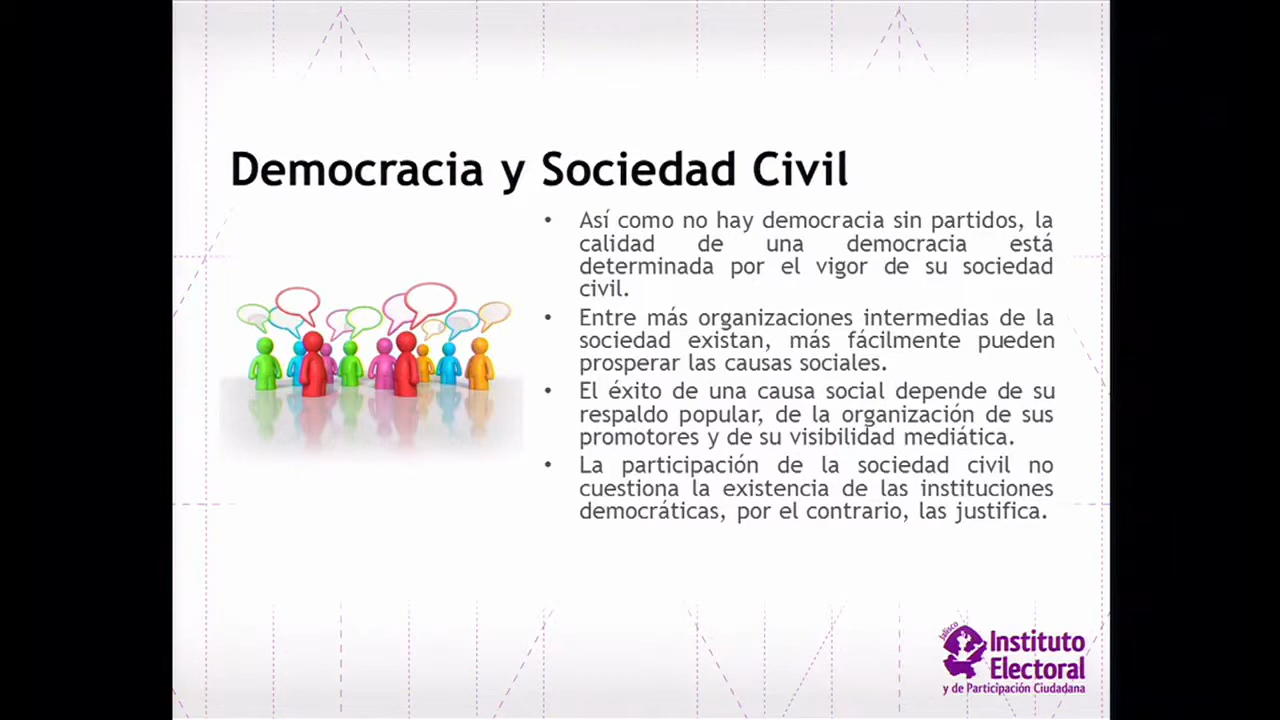 Democracia y Sociedad Civil
• Así como no hay democracia sin partidos, la
calidad de una democracia está
determinada por el vigor de su sociedad
civil.
• Entre más organizaciones intermedias de la
sociedad existan, más fácilmente pueden
prosperar las causas sociales.
• El éxito de una causa social depende de su
respaldo popular, de la organización de sus
promotores y de su visibilidad mediática.
• La participación de la sociedad civil no
cuestiona la existencia de las instituciones
democráticas, por el contrario, las justifica.
Jalisco
Instituto
Electoral
y de Participación Ciudadana